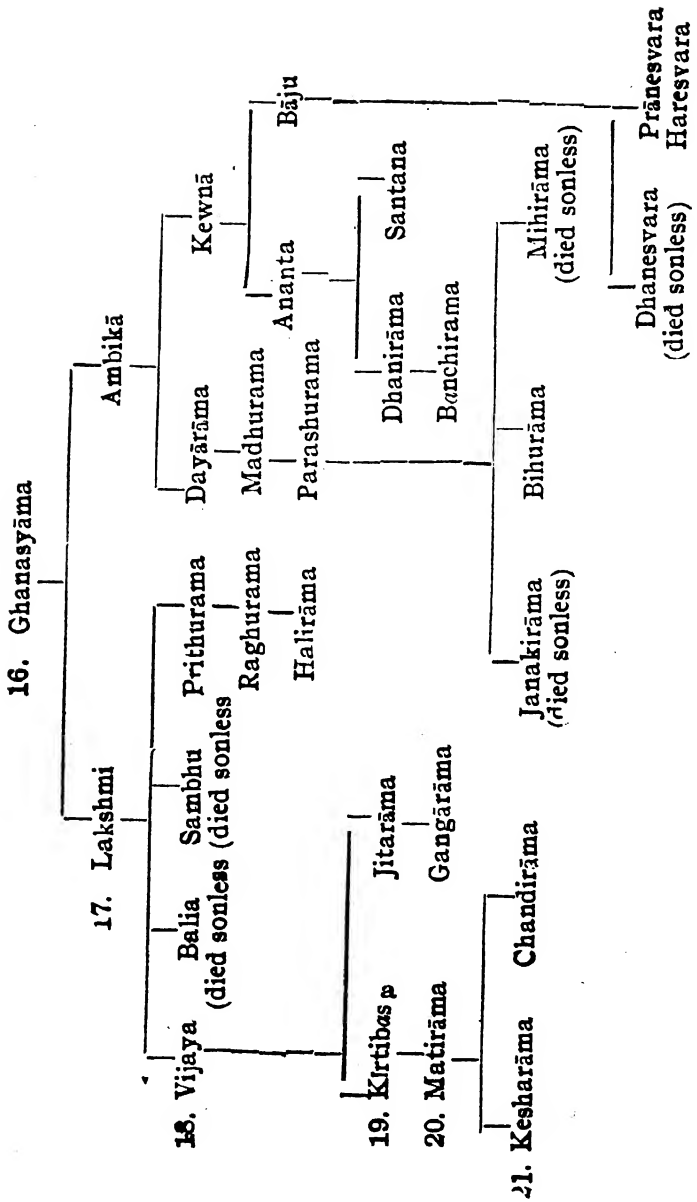 16. Ghanasyāma
17. Lakshmi
Ambikā
18. Vijaya
Balia
(died sonless
Sambhu
(died sonless
Prithurama
Dayārāma
Kewnā
Raghurama
Madhurama
Ananta
Bāju
Halirāma
Parashurama
19. Kirtibas
Jitarāma
Dhanirāma
Santana
20. Matirāma
Gangārāma
Banchirama
21. Kesharāma
Chandirāma
Janakirāma
(died sonless)
Bihurāma
Mihirāma
(died sonless)
Dhanesvara
(died sonless)
Prānesvara
Haresvara